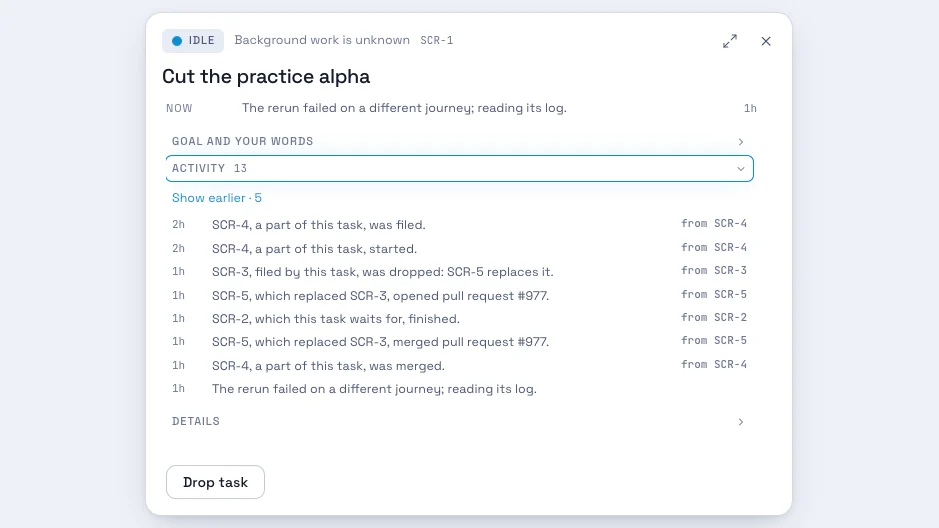 IDLE Background work is unknown SCR-1
Cut the practice alpha
NOW The rerun failed on a different journey; reading its log. 1h
GOAL AND YOUR WORDS
ACTIVITY 13
Show earlier · 5
2h SCR-4, a part of this task, was filed. from SCR-4
2h SCR-4, a part of this task, started. from SCR-4
1h SCR-3, filed by this task, was dropped: SCR-5 replaces it. from SCR-3
1h SCR-5, which replaced SCR-3, opened pull request #977. from SCR-5
1h SCR-2, which this task waits for, finished. from SCR-2
1h SCR-5, which replaced SCR-3, merged pull request #977. from SCR-5
1h SCR-4, a part of this task, was merged. from SCR-4
1h The rerun failed on a different journey; reading its log.
DETAILS
Drop task